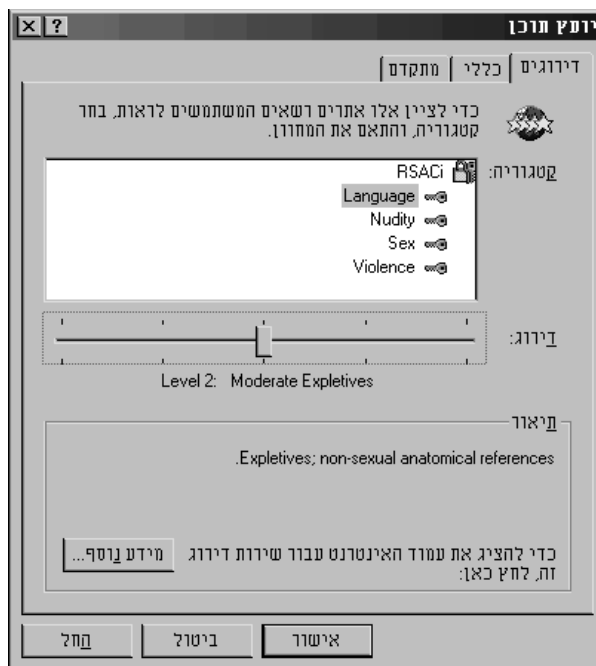 יועץ תוכן
דירוגים
כללי
מתקדם
כדי לציין אלו אתרים רשאים המשתמשים לראות, בחר
קטגוריה, והתאם את המחוון.
קטגוריה:
RSACi
Language
Nudity
Sex
Violence
דירוג:
Level 2: Moderate Expletives
תיאור
.Expletives; non-sexual anatomical references
כדי להציג את עמוד האינטרנט עבור שירות דירוג
זה, לחץ כאן:
מידע נוסף...
אישור
ביטול
החל